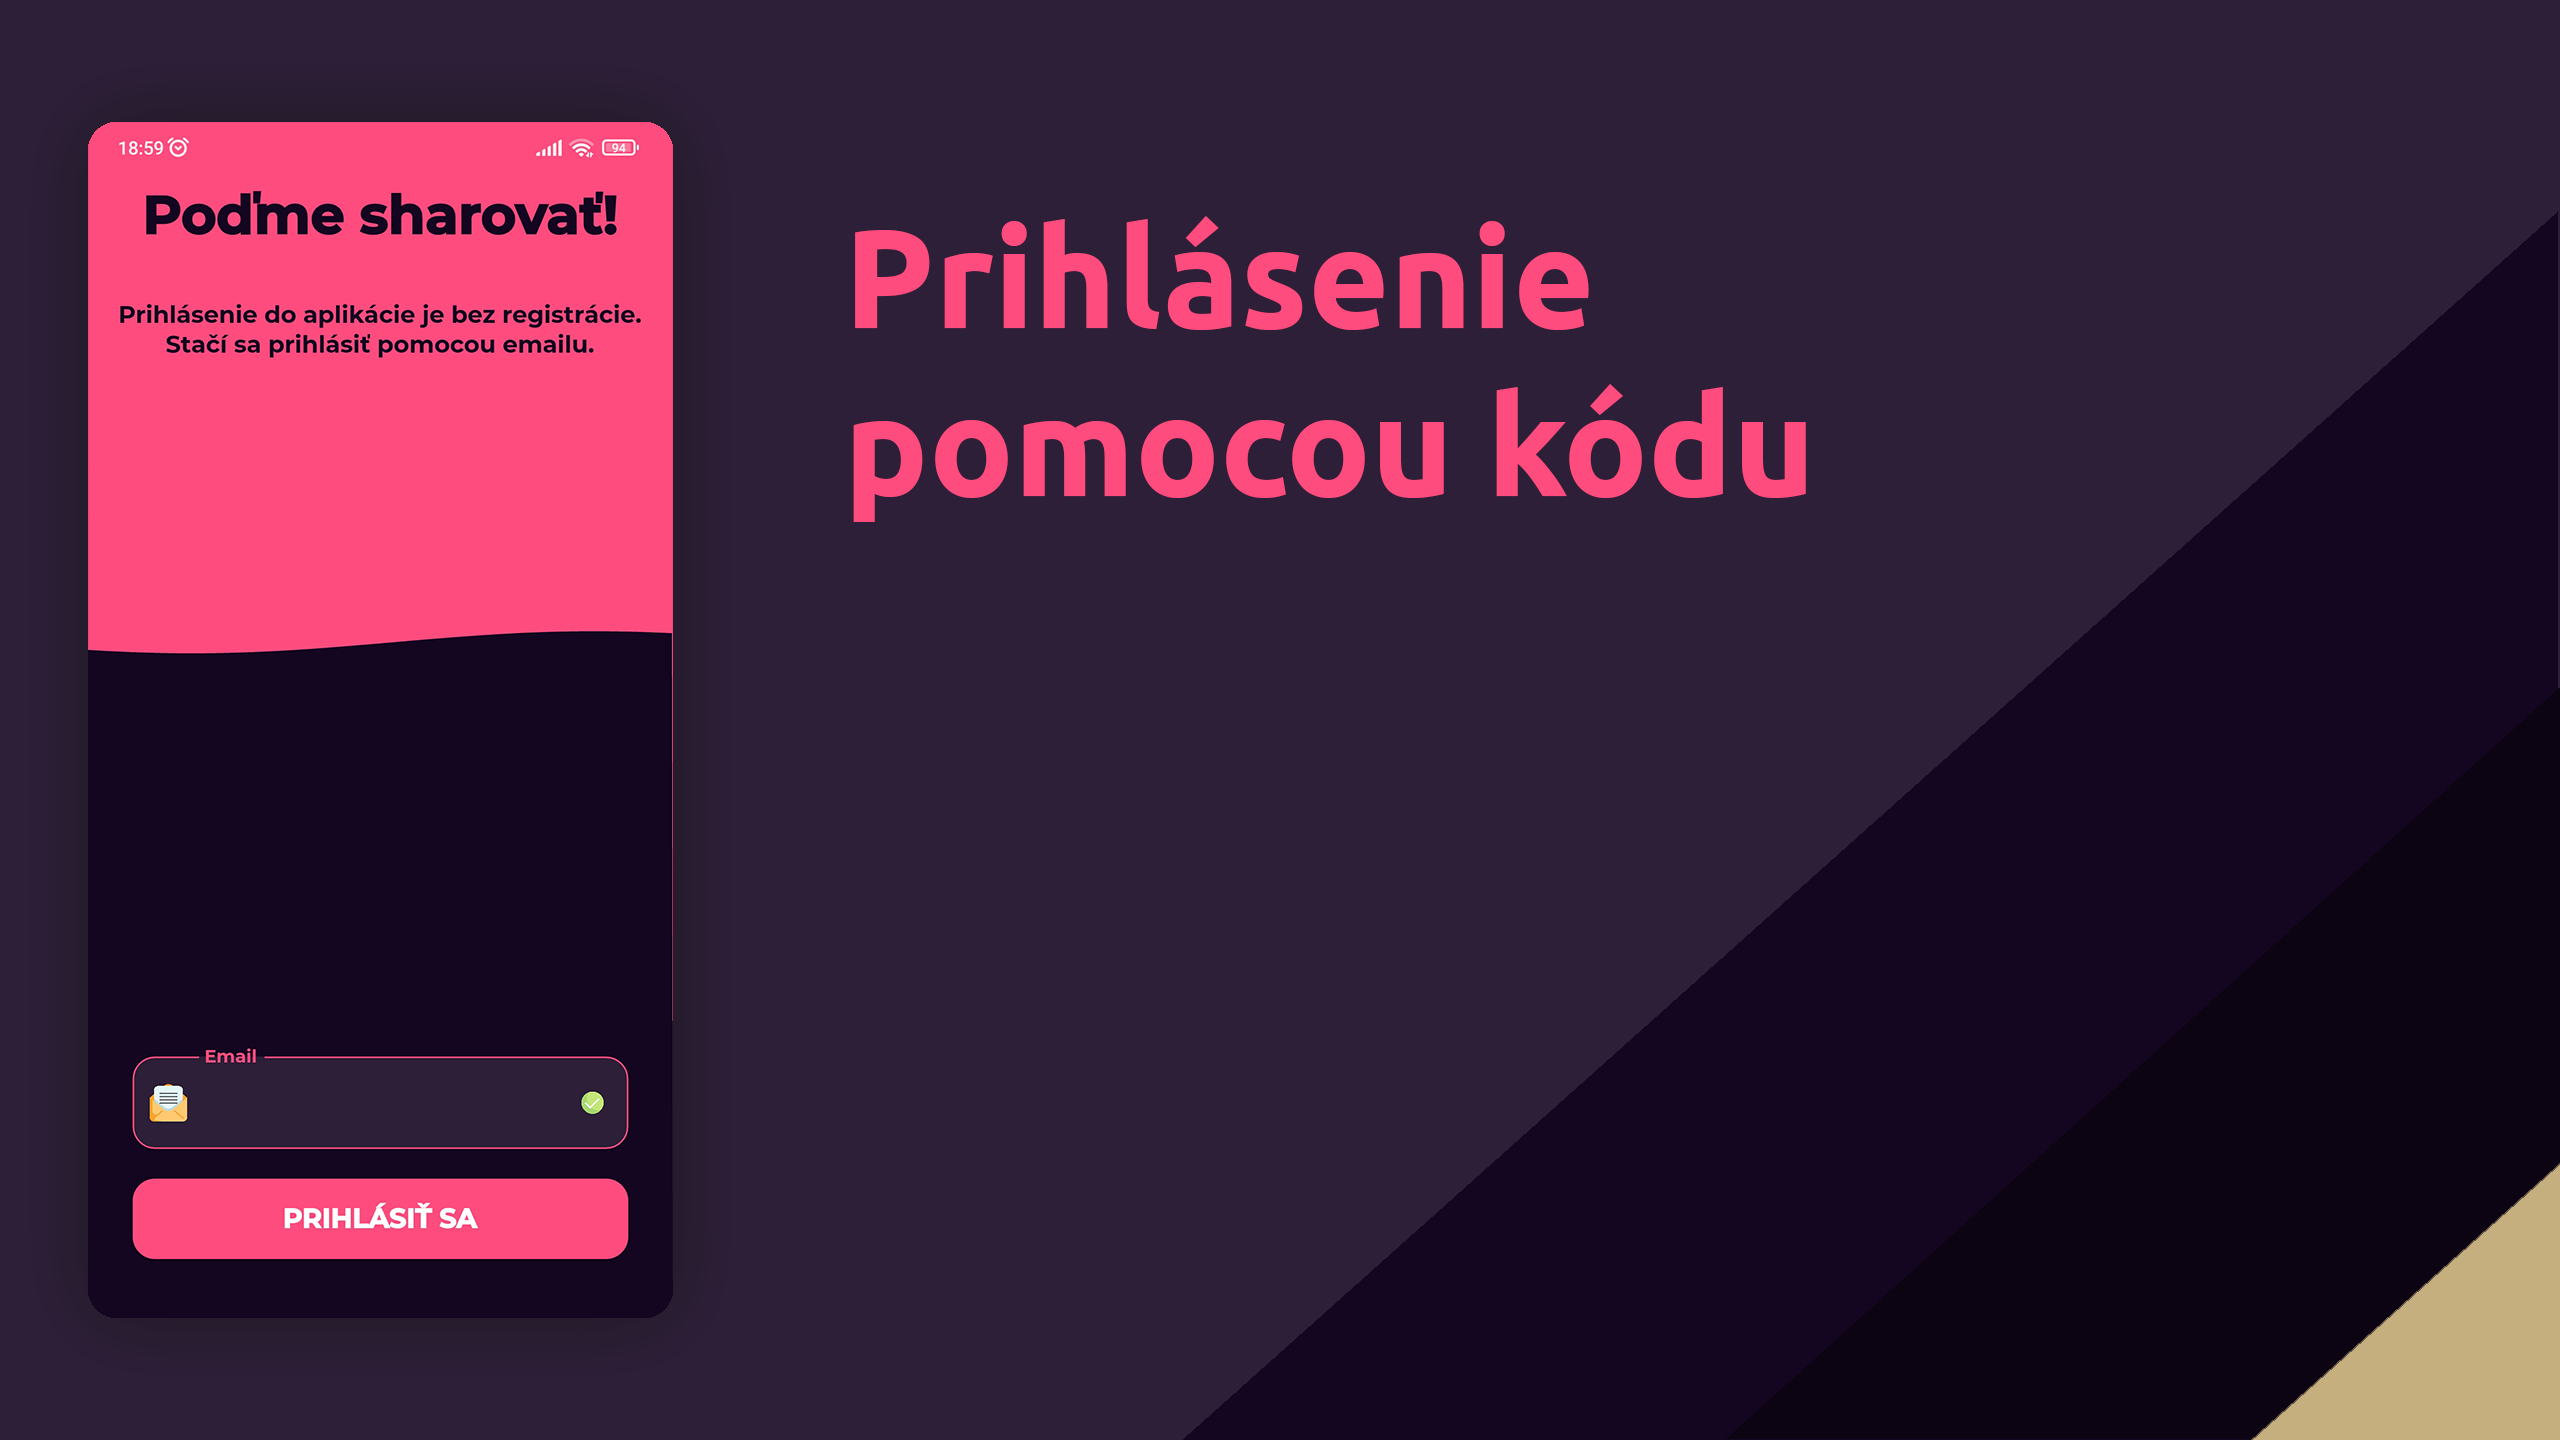 18:59
94
Poďme sharovať!
Prihlásenie do aplikácie je bez registrácie.
Stačí sa prihlásiť pomocou emailu.
Email
PRIHLÁSIŤ SA
Prihlásenie
pomocou kódu